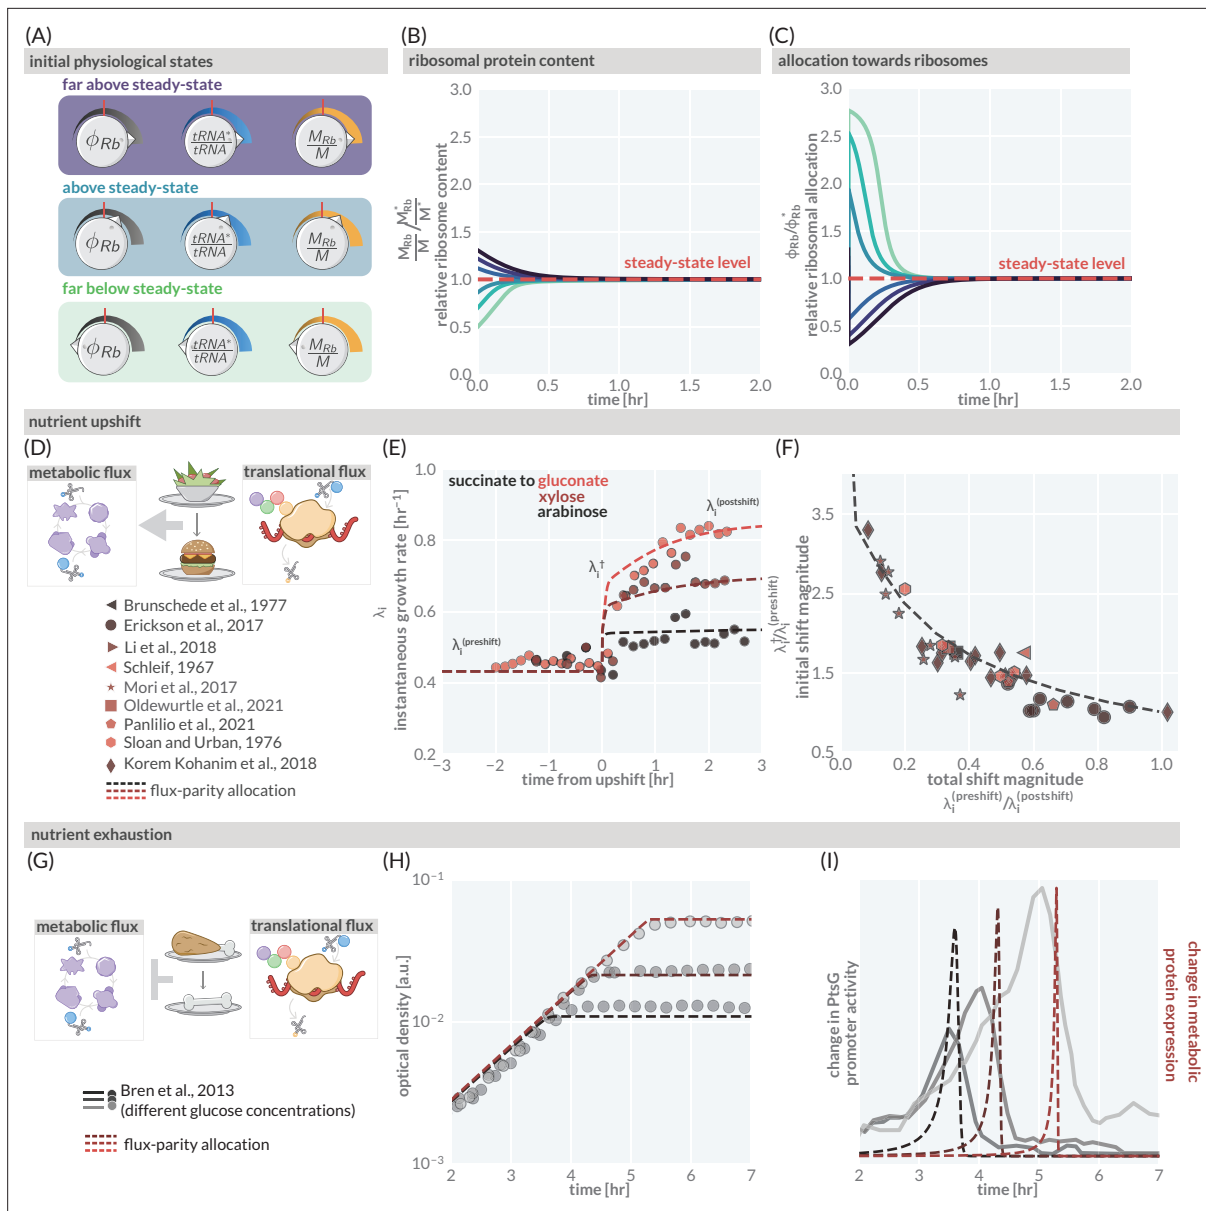 (A)
initial physiological states
far above steady-state
ϕRb
tRNA*
tRNA
MRb
M
above steady-state
ϕRb
tRNA*
tRNA
MRb
M
far below steady-state
ϕRb
tRNA*
tRNA
MRb
M
(B)
ribosomal protein content
MRb/M / M*Rb/M*
relative ribosome content
3.0
2.5
2.0
1.5
1.0
0.5
0.0
steady-state level
0.0 0.5 1.0 1.5 2.0
time [hr]
(C)
allocation towards ribosomes
ϕRb/ϕ*Rb
relative ribosomal allocation
3.0
2.5
2.0
1.5
1.0
0.5
0.0
steady-state level
0.0 0.5 1.0 1.5 2.0
time [hr]
nutrient upshift
(D)
metabolic flux
translational flux
Brunschede et al., 1977
Erickson et al., 2017
Li et al., 2018
Schleif, 1967
Mori et al., 2017
Oldewurtle et al., 2021
Panlilio et al., 2021
Sloan and Urban, 1976
Korem Kohanim et al., 2018
flux-parity allocation
(E)
λi
instantaneous growth rate [hr−1]
1.0
0.8
0.6
0.4
0.2
succinate to gluconate
xylose
arabinose
λi(postshift)
λi†
λi(preshift)
−3 −2 −1 0 1 2 3
time from upshift [hr]
(F)
λi†/λi(preshift)
initial shift magnitude
3.5
2.5
1.5
0.5
0.0 0.2 0.4 0.6 0.8 1.0
total shift magnitude
λi(preshift)/λi(postshift)
nutrient exhaustion
(G)
metabolic flux
translational flux
Bren et al., 2013
(different glucose concentrations)
flux-parity allocation
(H)
optical density [a.u.]
10−1
10−2
10−3
2 3 4 5 6 7
time [hr]
(I)
change in PtsG
promoter activity
change in metabolic
protein expression
2 3 4 5 6 7
time [hr]